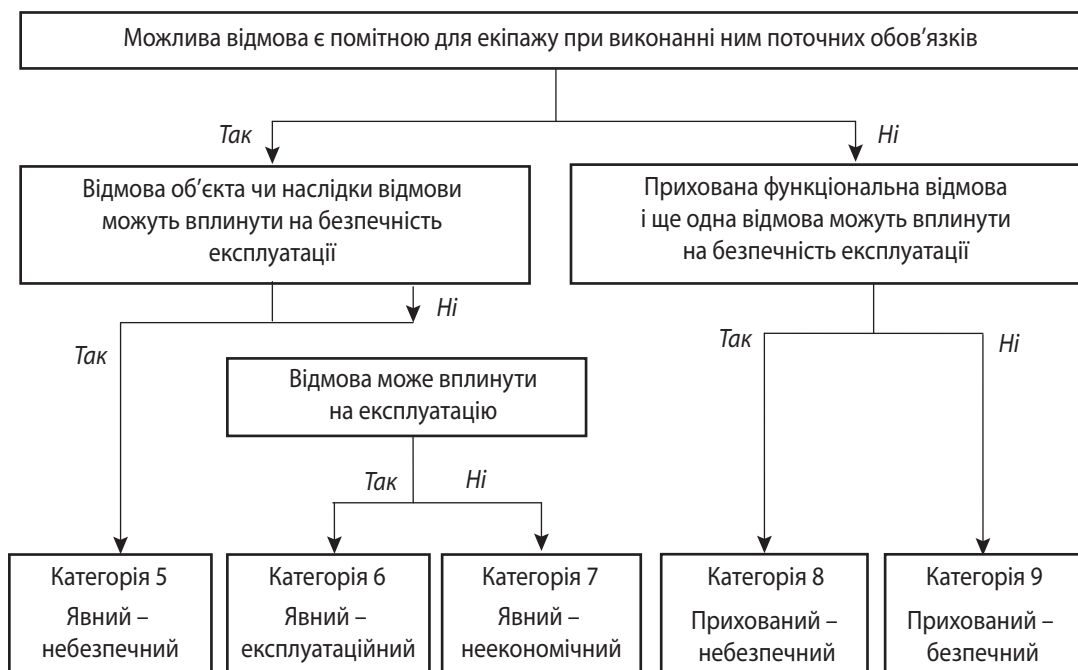 Можлива відмова є помітною для екіпажу при виконанні ним поточних обов’язків
Так
Ні
Відмова об’єкта чи наслідки відмови
можуть вплинути на безпечність
експлуатації
Прихована функціональна відмова
і ще одна відмова можуть вплинути
на безпечність експлуатації
Ні
Так
Так
Ні
Відмова може вплинути
на експлуатацію
Так
Ні
Категорія 5
Явний –
небезпечний
Категорія 6
Явний –
експлуатаційний
Категорія 7
Явний –
неекономічний
Категорія 8
Прихований –
небезпечний
Категорія 9
Прихований –
безпечний